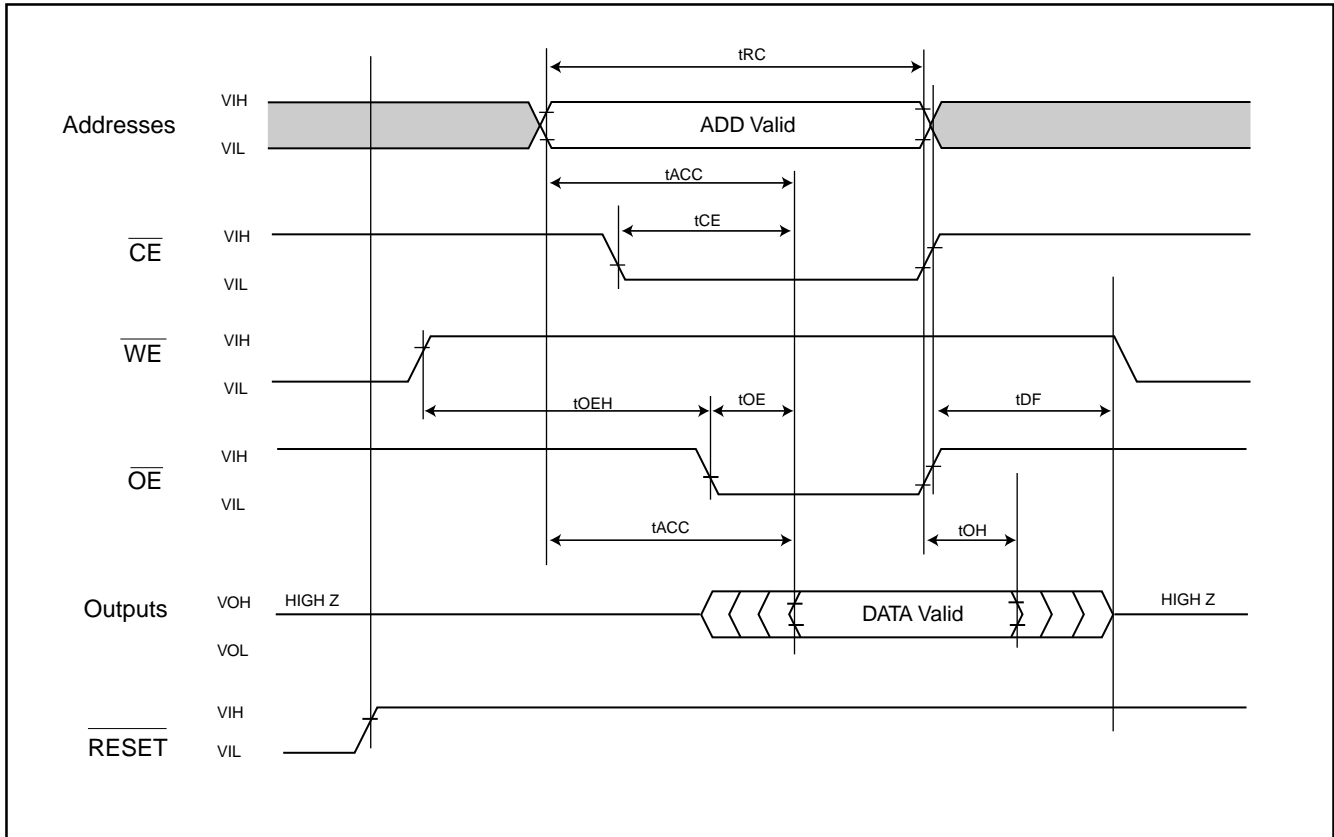 tRC
VIH
Addresses
ADD Valid
VIL
tACC
tCE
VIH
CE
VIL
VIH
WE
VIL
tOEH
tOE
tDF
VIH
OE
VIL
tACC
tOH
Outputs
VOH
HIGH Z
DATA Valid
HIGH Z
VOL
VIH
RESET
VIL